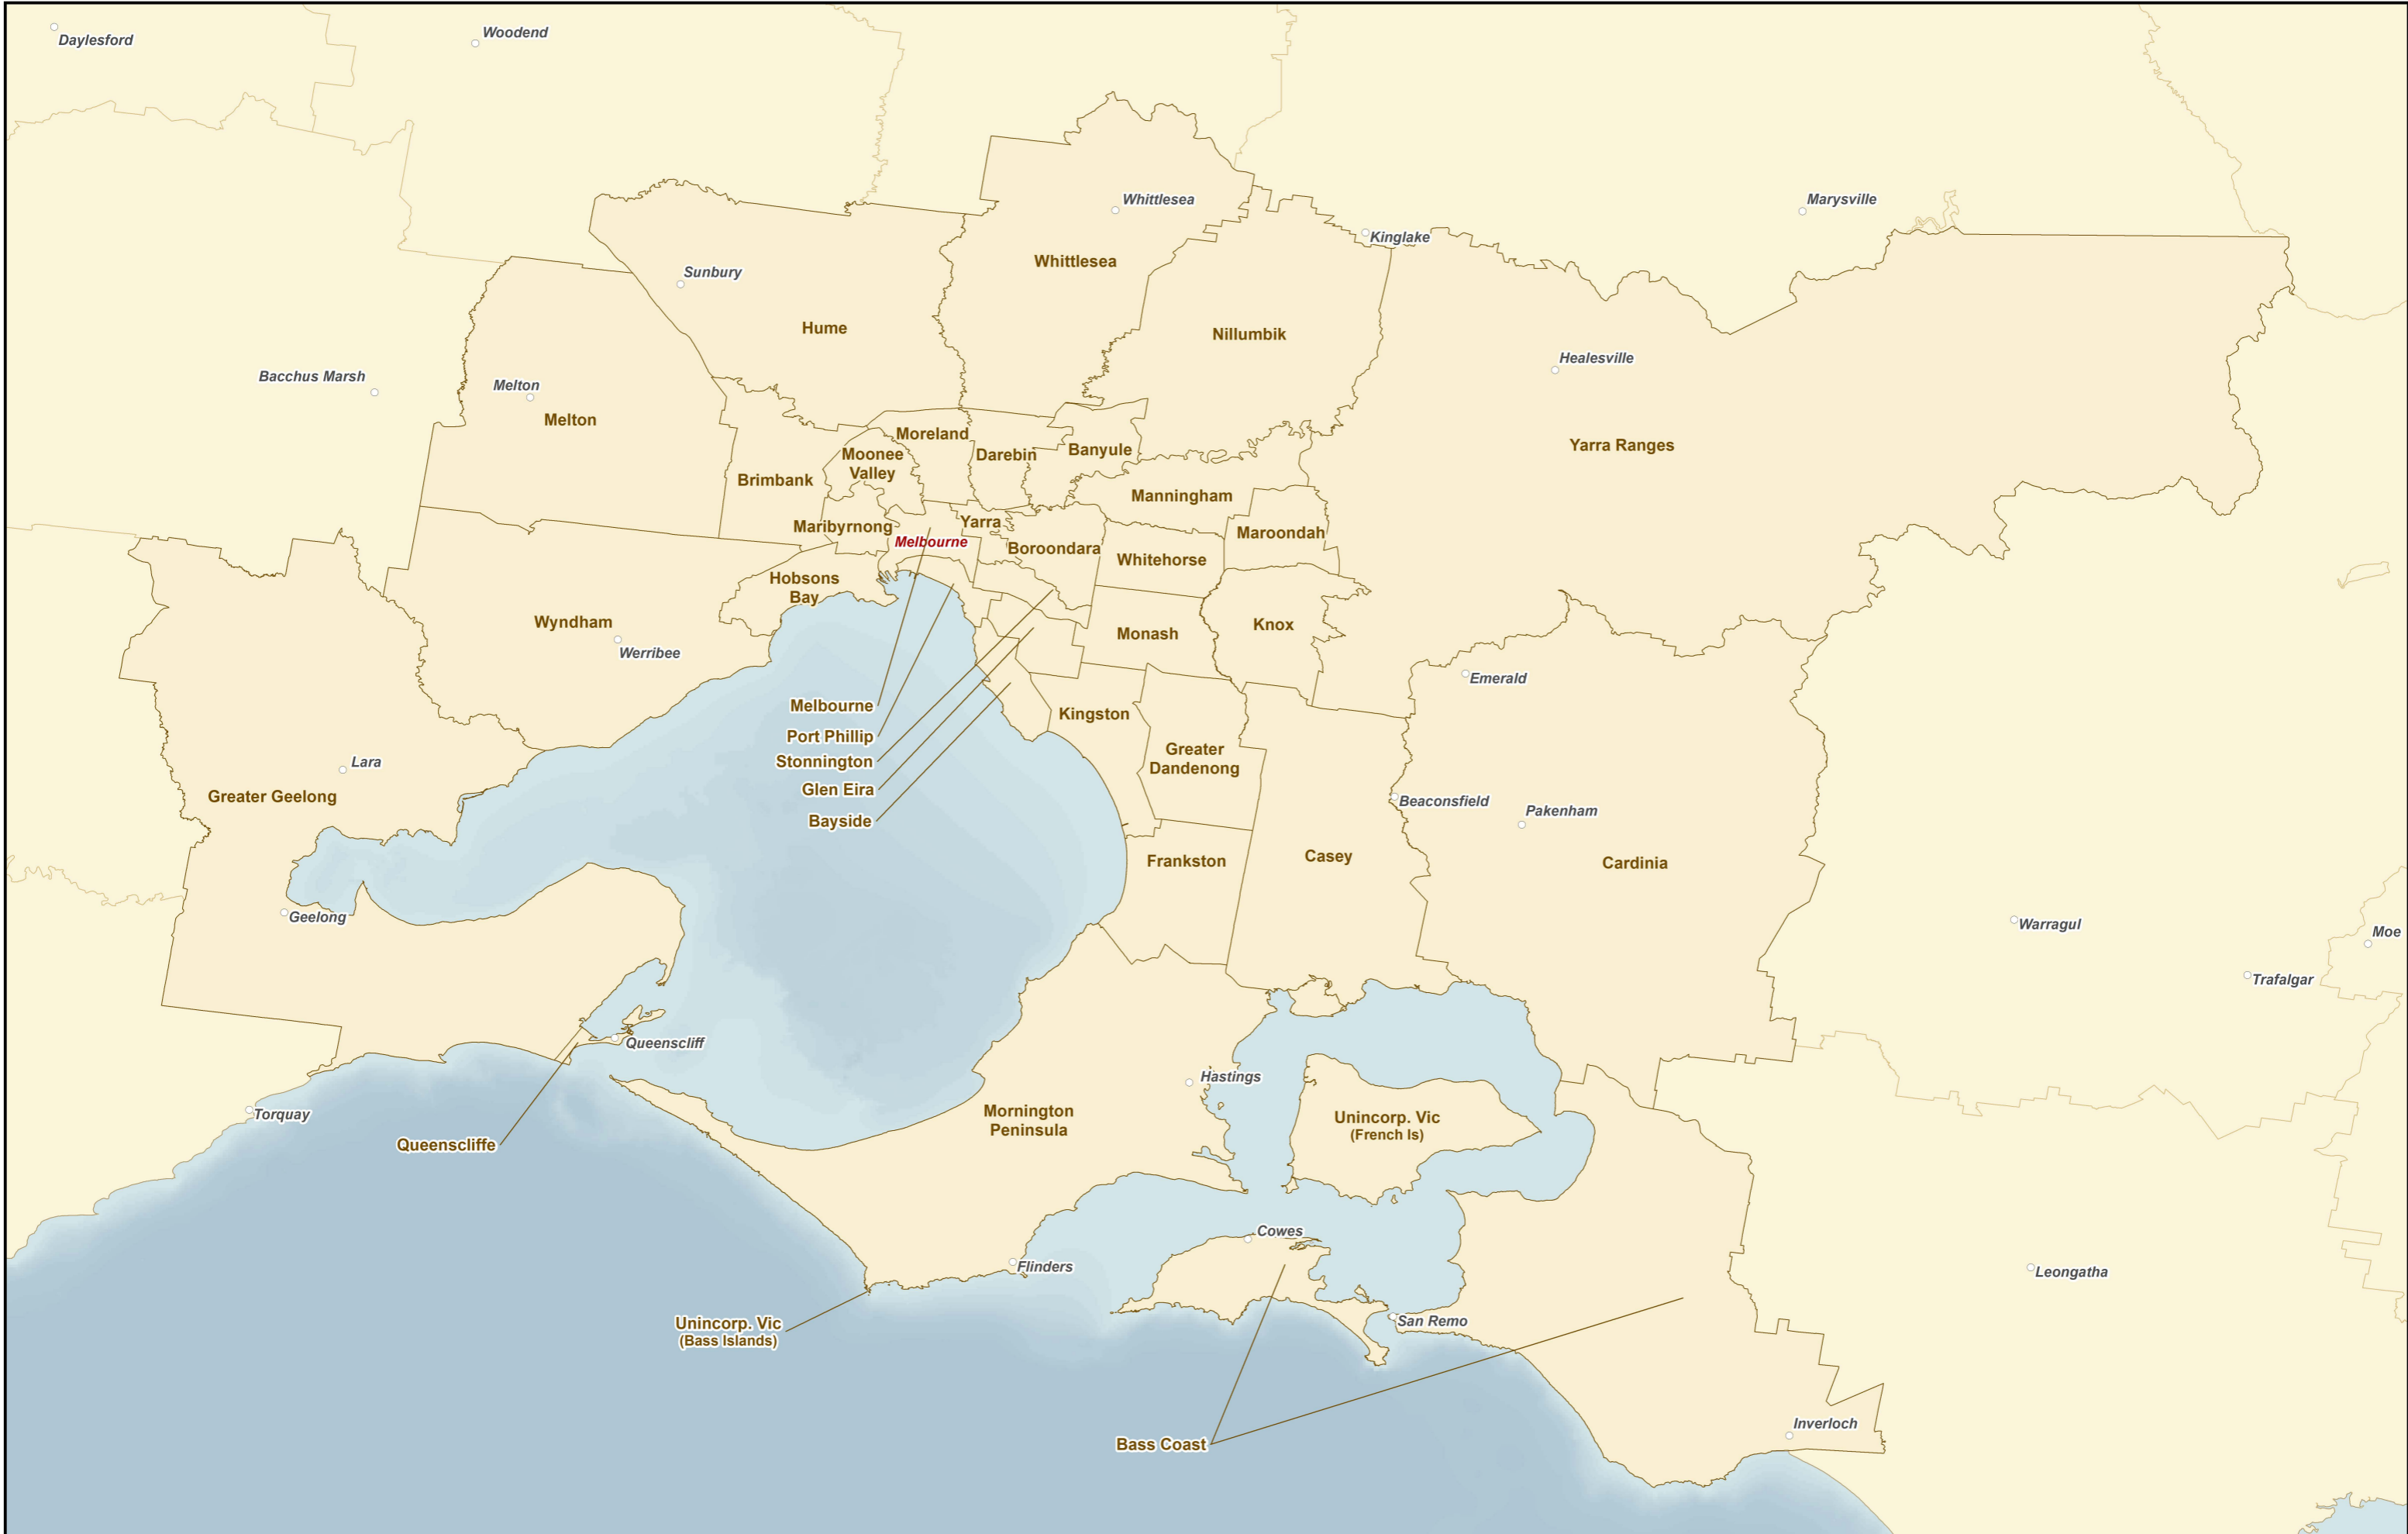 Woodend
Daylesford
Whittlesea
Marysville
Kinglake
Whittlesea
Sunbury
Hume
Nillumbik
Healesville
Bacchus Marsh
Melton
Melton
Moreland
Yarra Ranges
Banyule
Darebin
Moonee
Valley
Brimbank
Manningham
Yarra
Maribyrnong
Maroondah
Melbourne
Boroondara
Whitehorse
Hobsons
Bay
Wyndham
Knox
Monash
Werribee
Emerald
Melbourne
Kingston
Port Phillip
Greater
Dandenong
Stonnington
Lara
Glen Eira
Greater Geelong
Beaconsfield
Pakenham
Bayside
Casey
Frankston
Cardinia
Geelong
Warragul
Moe
Trafalgar
Queenscliff
Hastings
Torquay
Mornington
Peninsula
Unincorp. Vic
(French Is)
Queenscliffe
Cowes
Flinders
Leongatha
San Remo
Unincorp. Vic
(Bass Islands)
Inverloch
Bass Coast